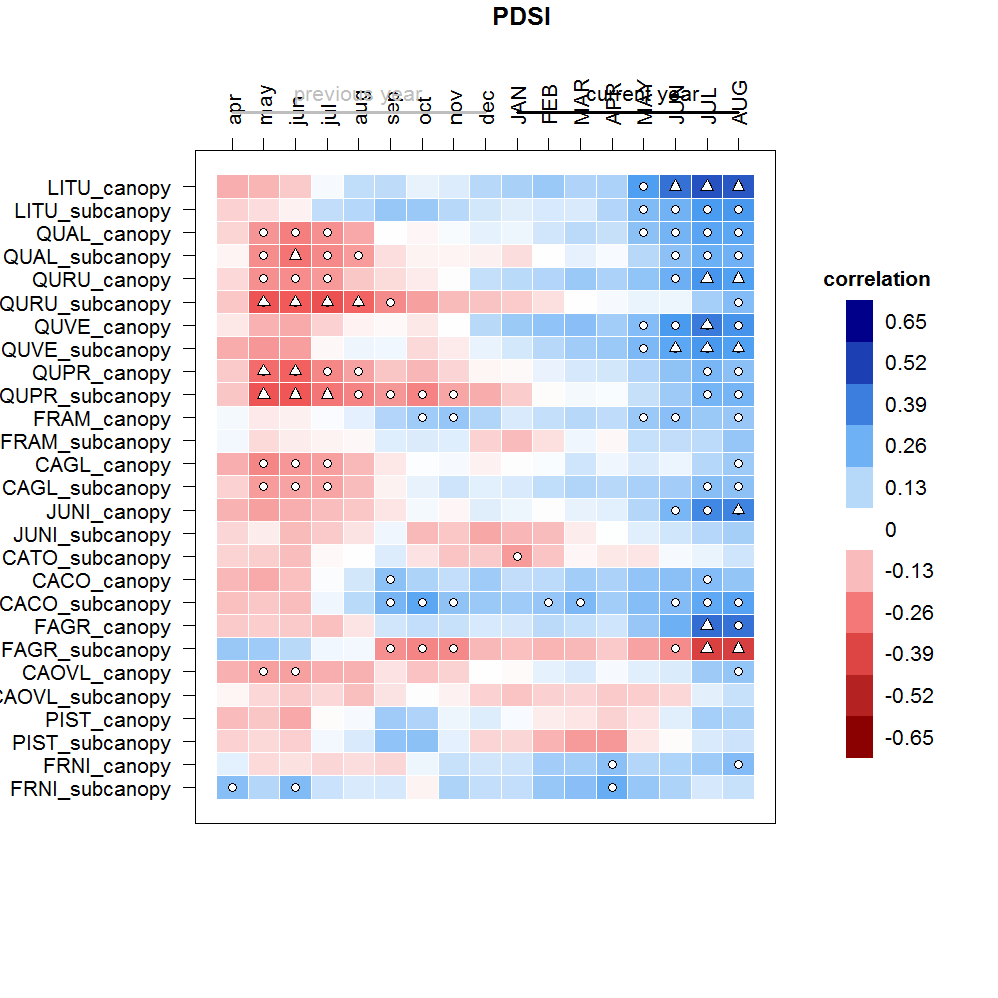 PDSI
previous year
current year
apr
may
jun
jul
aug
sep
oct
nov
dec
JAN
FEB
MAR
APR
MAY
JUN
JUL
AUG
LITU_canopy
LITU_subcanopy
QUAL_canopy
QUAL_subcanopy
QURU_canopy
QURU_subcanopy
QUVE_canopy
QUVE_subcanopy
QUPR_canopy
QUPR_subcanopy
FRAM_canopy
FRAM_subcanopy
CAGL_canopy
CAGL_subcanopy
JUNI_canopy
JUNI_subcanopy
CATO_subcanopy
CACO_canopy
CACO_subcanopy
FAGR_canopy
FAGR_subcanopy
CAOVL_canopy
CAOVL_subcanopy
PIST_canopy
PIST_subcanopy
FRNI_canopy
FRNI_subcanopy
correlation
0.65
0.52
0.39
0.26
0.13
0
-0.13
-0.26
-0.39
-0.52
-0.65